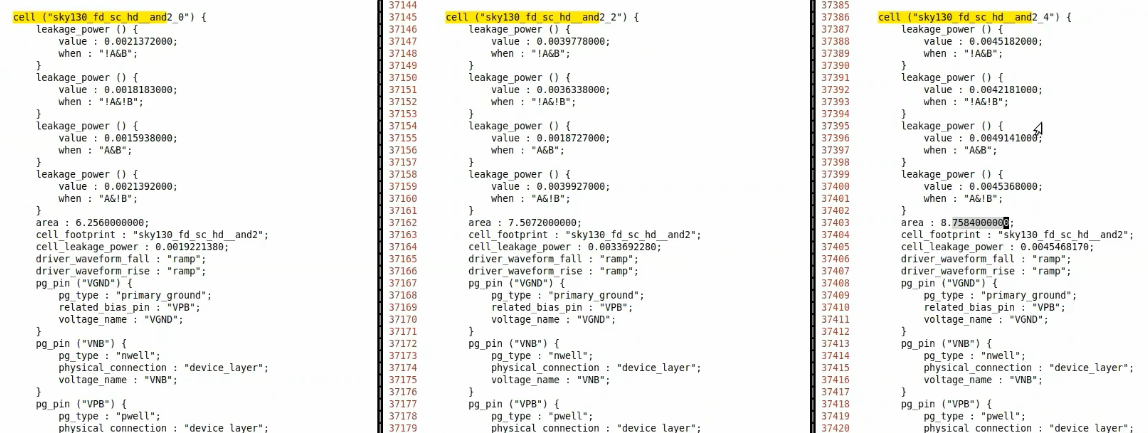 cell ("sky130_fd_sc_hd__and2_0") {
leakage_power () {
value : 0.0021372000;
when : "!A&B";
}
leakage_power () {
value : 0.0018183000;
when : "!A&!B";
}
leakage_power () {
value : 0.0015938000;
when : "A&B";
}
leakage_power () {
value : 0.0021392000;
when : "A&!B";
}
area : 6.2560000000;
cell_footprint : "sky130_fd_sc_hd__and2";
cell_leakage_power : 0.0019221380;
driver_waveform_fall : "ramp";
driver_waveform_rise : "ramp";
pg_pin ("VGND") {
pg_type : "primary_ground";
related_bias_pin : "VPB";
voltage_name : "VGND";
}
pg_pin ("VNB") {
pg_type : "nwell";
physical_connection : "device_layer";
voltage_name : "VNB";
}
pg_pin ("VPB") {
pg_type : "pwell";
physical_connection : "device_layer";
37144
37145 cell ("sky130_fd_sc_hd__and2_2") {
37146 leakage_power () {
37147 value : 0.0039778000;
37148 when : "!A&B";
37149 }
37150 leakage_power () {
37151 value : 0.0036338000;
37152 when : "!A&!B";
37153 }
37154 leakage_power () {
37155 value : 0.0018727000;
37156 when : "A&B";
37157 }
37158 leakage_power () {
37159 value : 0.0039927000;
37160 when : "A&!B";
37161 }
37162 area : 7.5072000000;
37163 cell_footprint : "sky130_fd_sc_hd__and2";
37164 cell_leakage_power : 0.0033692280;
37165 driver_waveform_fall : "ramp";
37166 driver_waveform_rise : "ramp";
37167 pg_pin ("VGND") {
37168 pg_type : "primary_ground";
37169 related_bias_pin : "VPB";
37170 voltage_name : "VGND";
37171 }
37172 pg_pin ("VNB") {
37173 pg_type : "nwell";
37174 physical_connection : "device_layer";
37175 voltage_name : "VNB";
37176 }
37177 pg_pin ("VPB") {
37178 pg_type : "pwell";
37179 physical_connection : "device_layer";
37385
37386 cell ("sky130_fd_sc_hd__and2_4") {
37387 leakage_power () {
37388 value : 0.0045182000;
37389 when : "!A&B";
37390 }
37391 leakage_power () {
37392 value : 0.0042181000;
37393 when : "!A&!B";
37394 }
37395 leakage_power () {
37396 value : 0.0049141000;
37397 when : "A&B";
37398 }
37399 leakage_power () {
37400 value : 0.0045368000;
37401 when : "A&!B";
37402 }
37403 area : 8.7584000000;
37404 cell_footprint : "sky130_fd_sc_hd__and2";
37405 cell_leakage_power : 0.0045468170;
37406 driver_waveform_fall : "ramp";
37407 driver_waveform_rise : "ramp";
37408 pg_pin ("VGND") {
37409 pg_type : "primary_ground";
37410 related_bias_pin : "VPB";
37411 voltage_name : "VGND";
37412 }
37413 pg_pin ("VNB") {
37414 pg_type : "nwell";
37415 physical_connection : "device_layer";
37416 voltage_name : "VNB";
37417 }
37418 pg_pin ("VPB") {
37419 pg_type : "pwell";
37420 physical_connection : "device_layer";